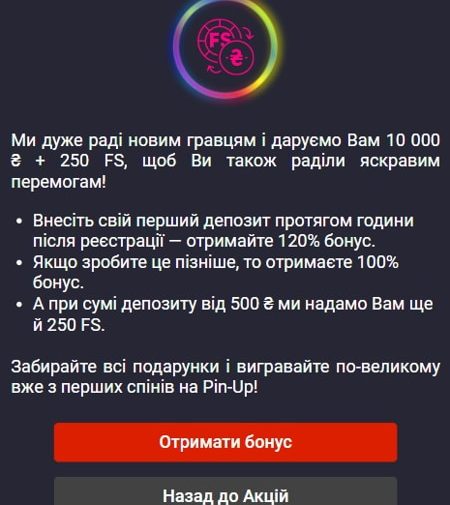 FS
₴
Ми дуже раді новим гравцям і даруємо Вам 10 000
₴ + 250 FS, щоб Ви також раділи яскравим
перемогам!
• Внесіть свій перший депозит протягом години
після реєстрації — отримайте 120% бонус.
• Якщо зробите це пізніше, то отримаєте 100%
бонус.
• А при сумі депозиту від 500 ₴ ми надамо Вам ще
й 250 FS.
Забирайте всі подарунки і вигравайте по-великому
вже з перших спінів на Pin-Up!
Отримати бонус
Назад до Акцій